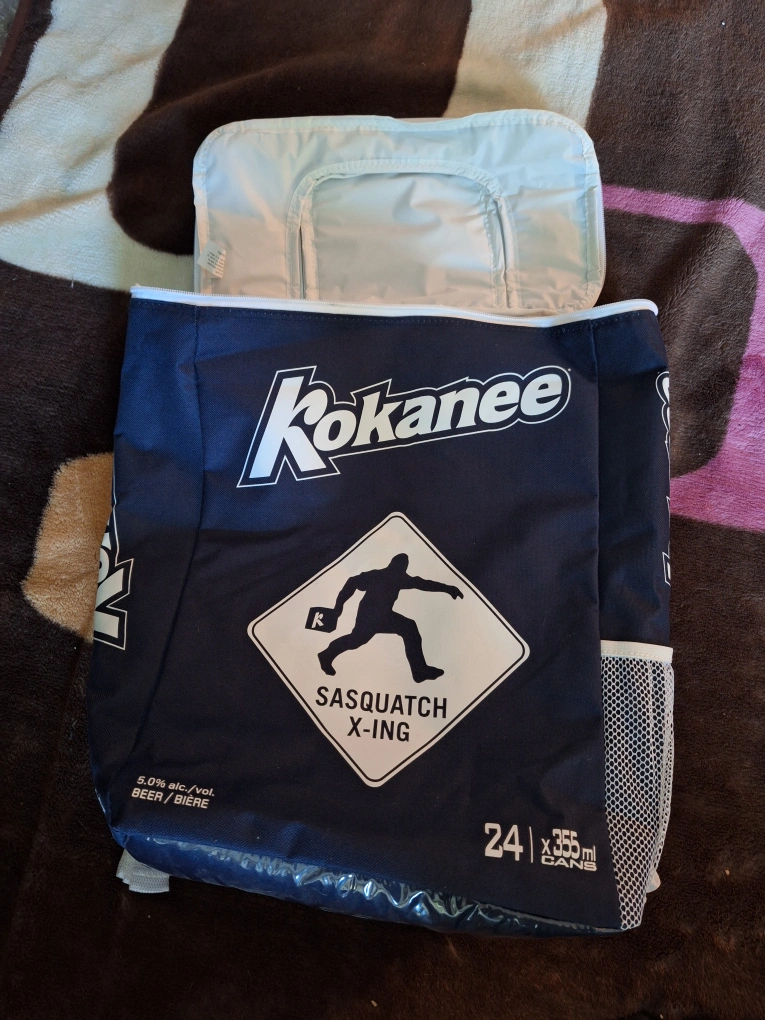 Kokanee
SASQUATCH
X-ING
5.0% alc./vol.
BEER / BIÈRE
24 | x 355 ml
CANS
K